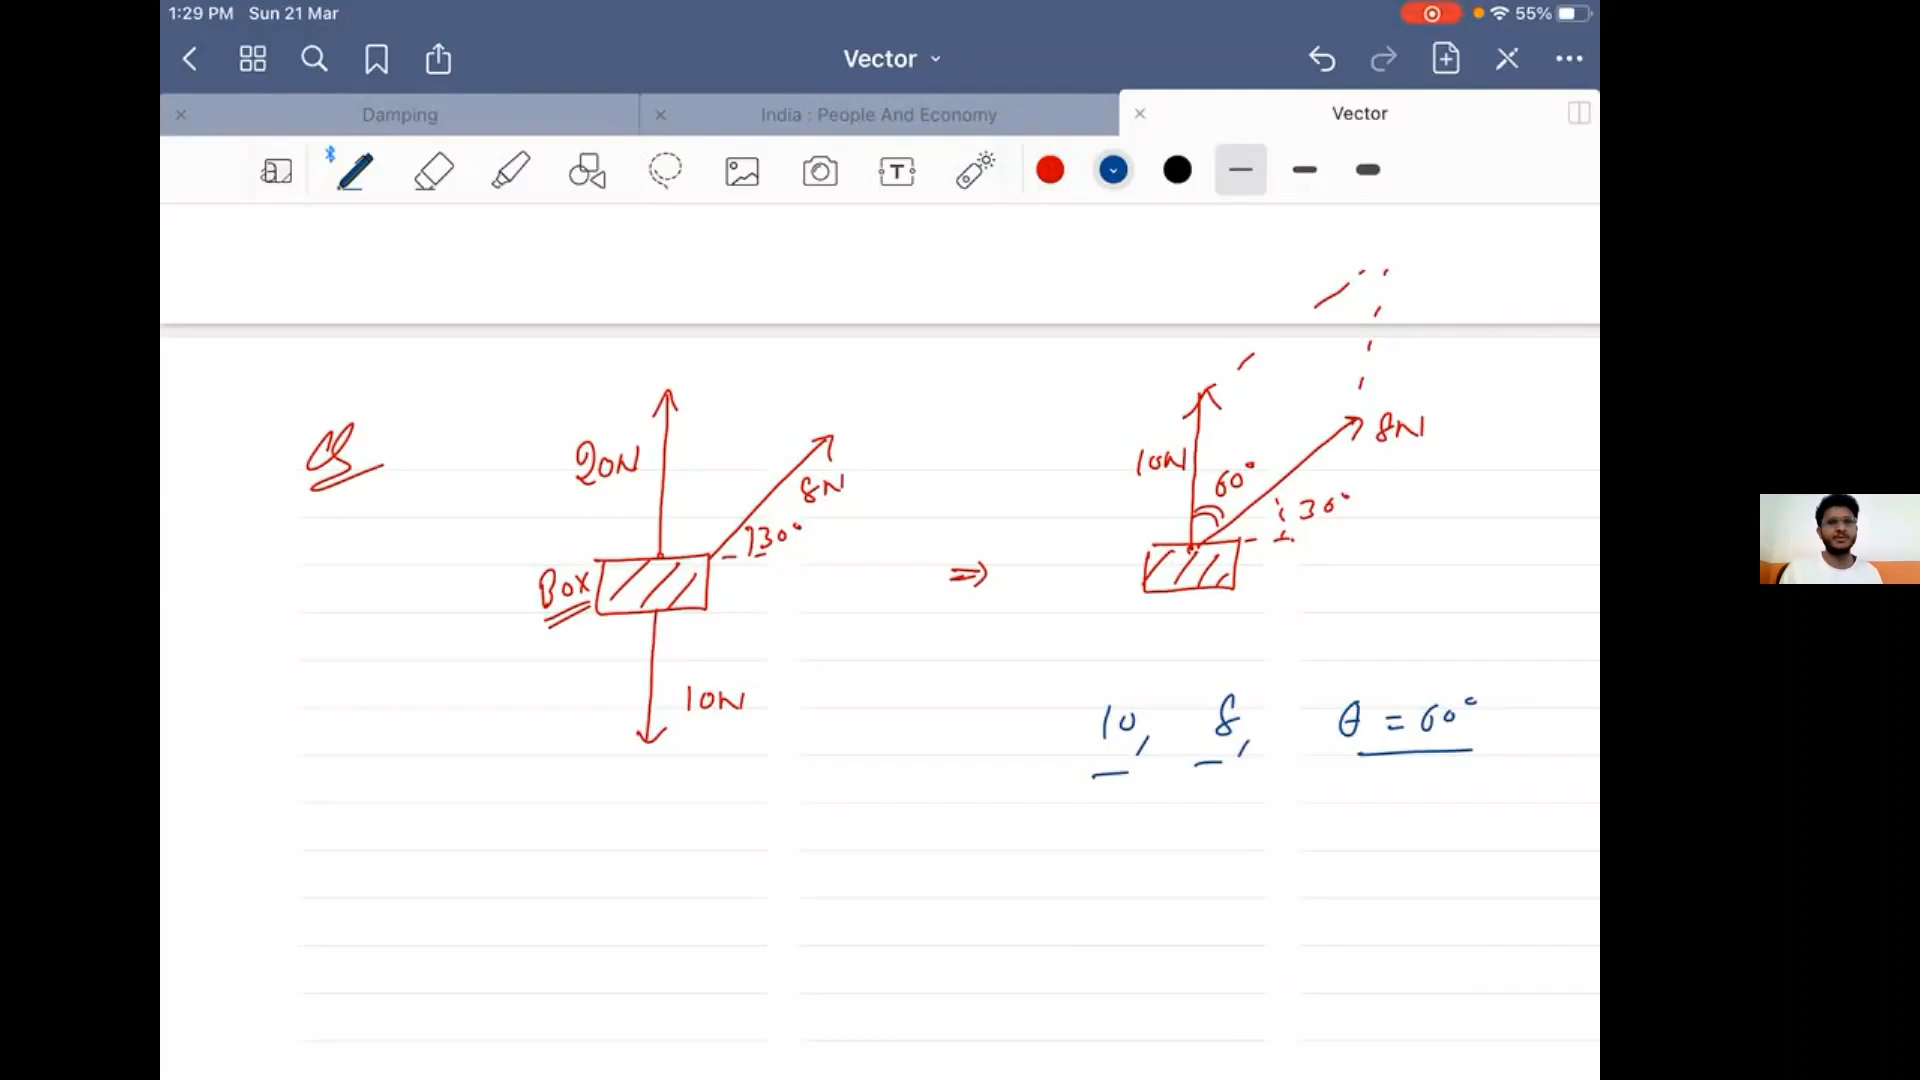 1:29 PM Sun 21 Mar
55%
Vector
Damping
India : People And Economy
Vector
20N
8N
30°
Box
10N
⇒
10N
60°
8N
30°
10, 8, θ = 60°